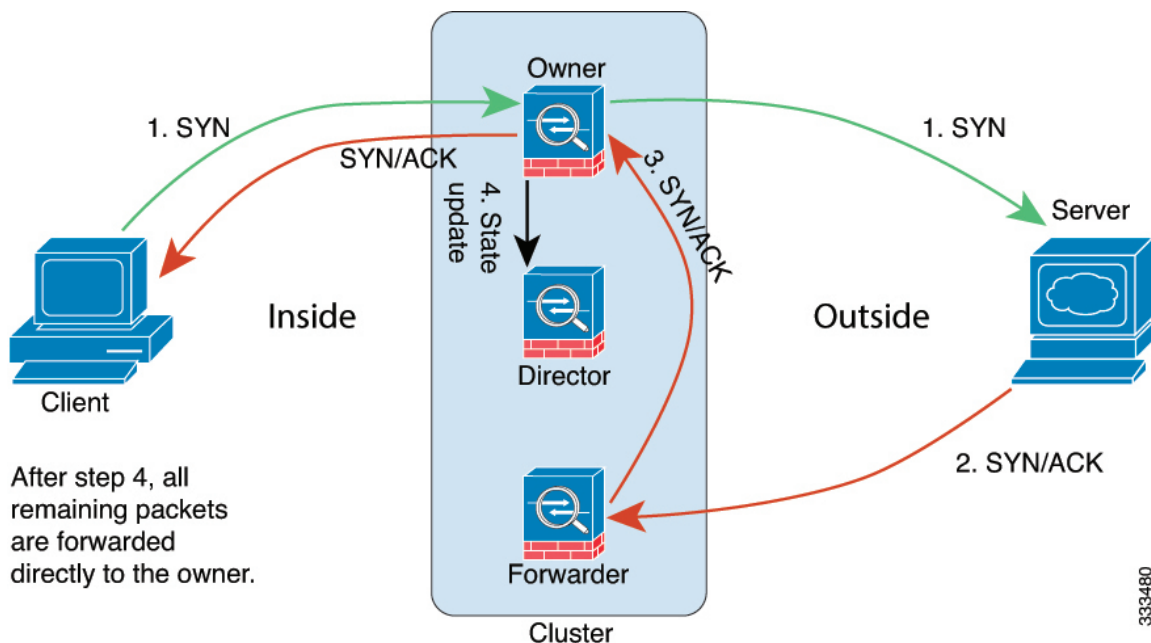 Owner
1. SYN
1. SYN
SYN/ACK
3. SYN/ACK
4. State
update
Server
Inside
Outside
Director
Client
2. SYN/ACK
After step 4, all
remaining packets
are forwarded
directly to the owner.
Forwarder
Cluster
333480